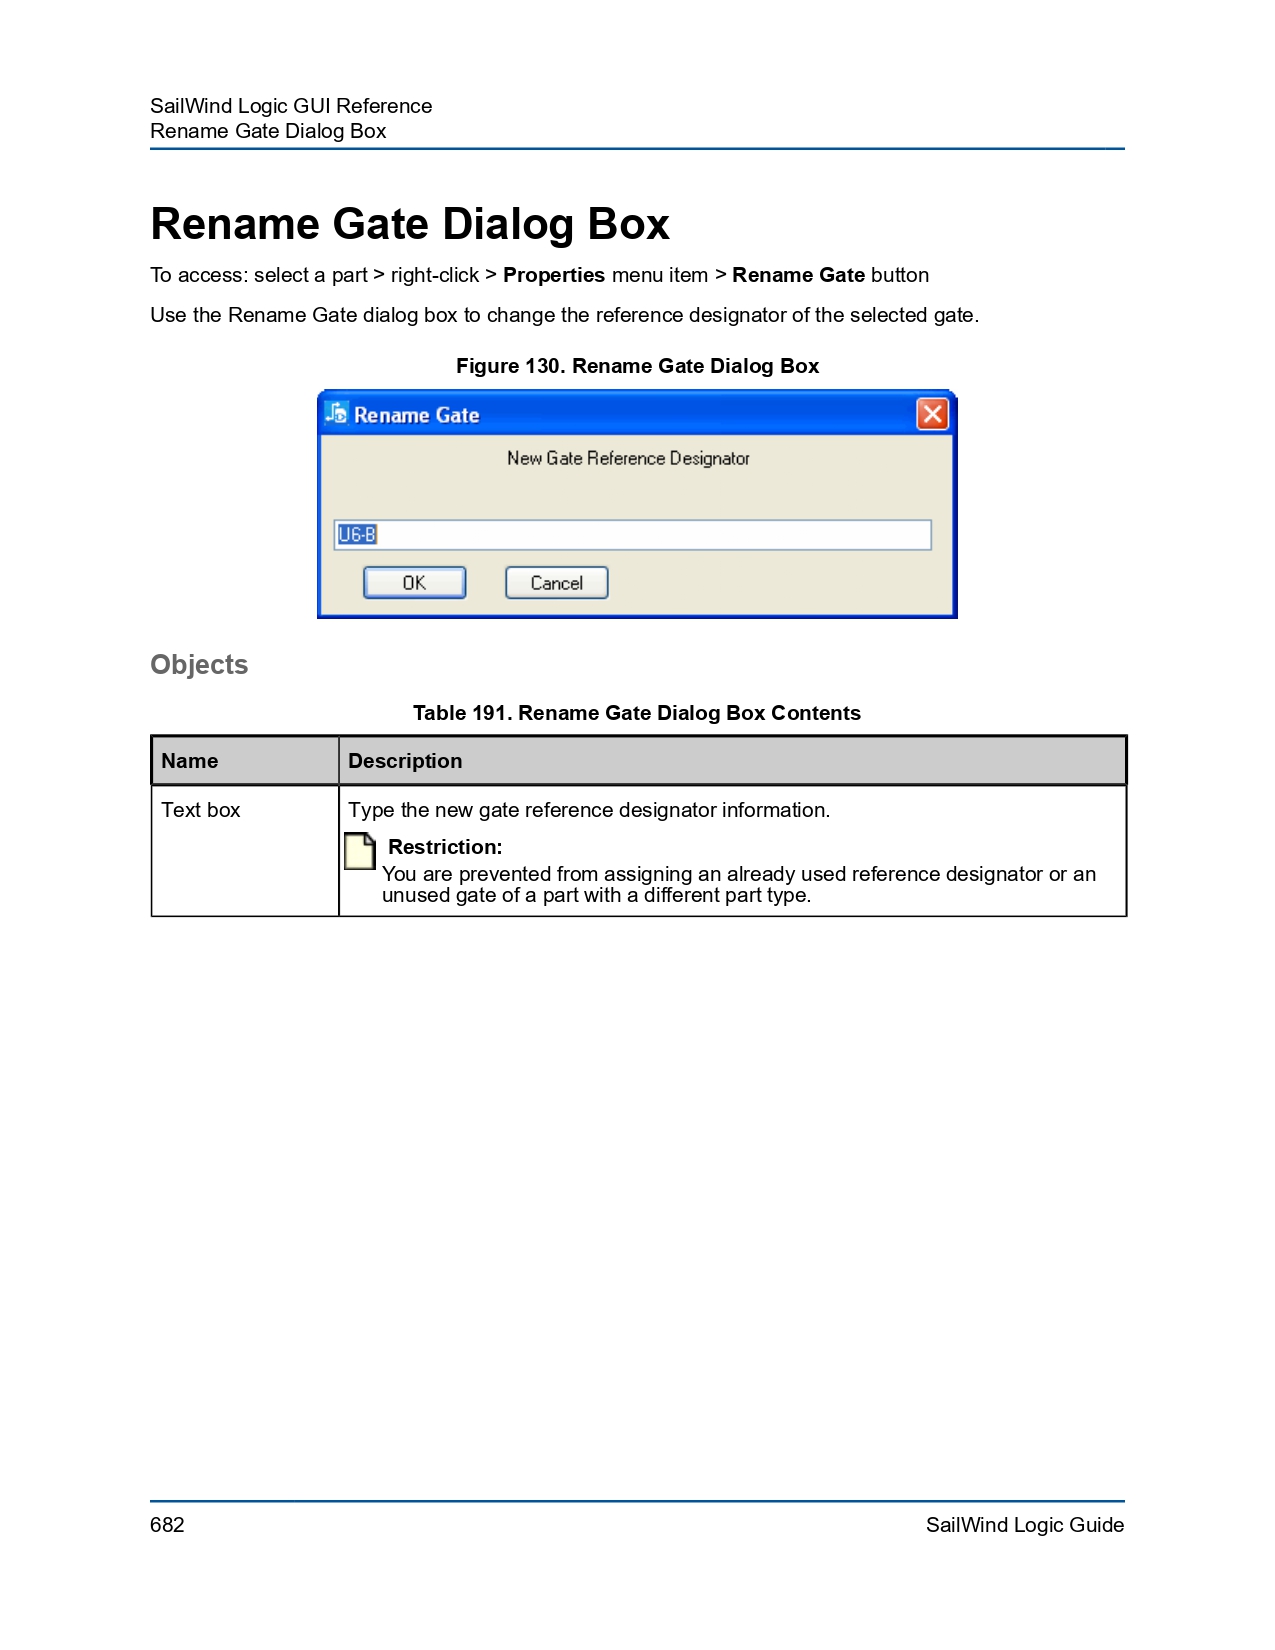 SailWind Logic GUI Reference
Rename Gate Dialog Box
Rename Gate Dialog Box
To access: select a part > right-click > Properties menu item > Rename Gate button
Use the Rename Gate dialog box to change the reference designator of the selected gate.
Figure 130. Rename Gate Dialog Box
Rename Gate
New Gate Reference Designator
U6-B
OK Cancel
Objects
Table 191. Rename Gate Dialog Box Contents
Name Description
Text box Type the new gate reference designator information.
Restriction:
You are prevented from assigning an already used reference designator or an
unused gate of a part with a different part type.
682 SailWind Logic Guide